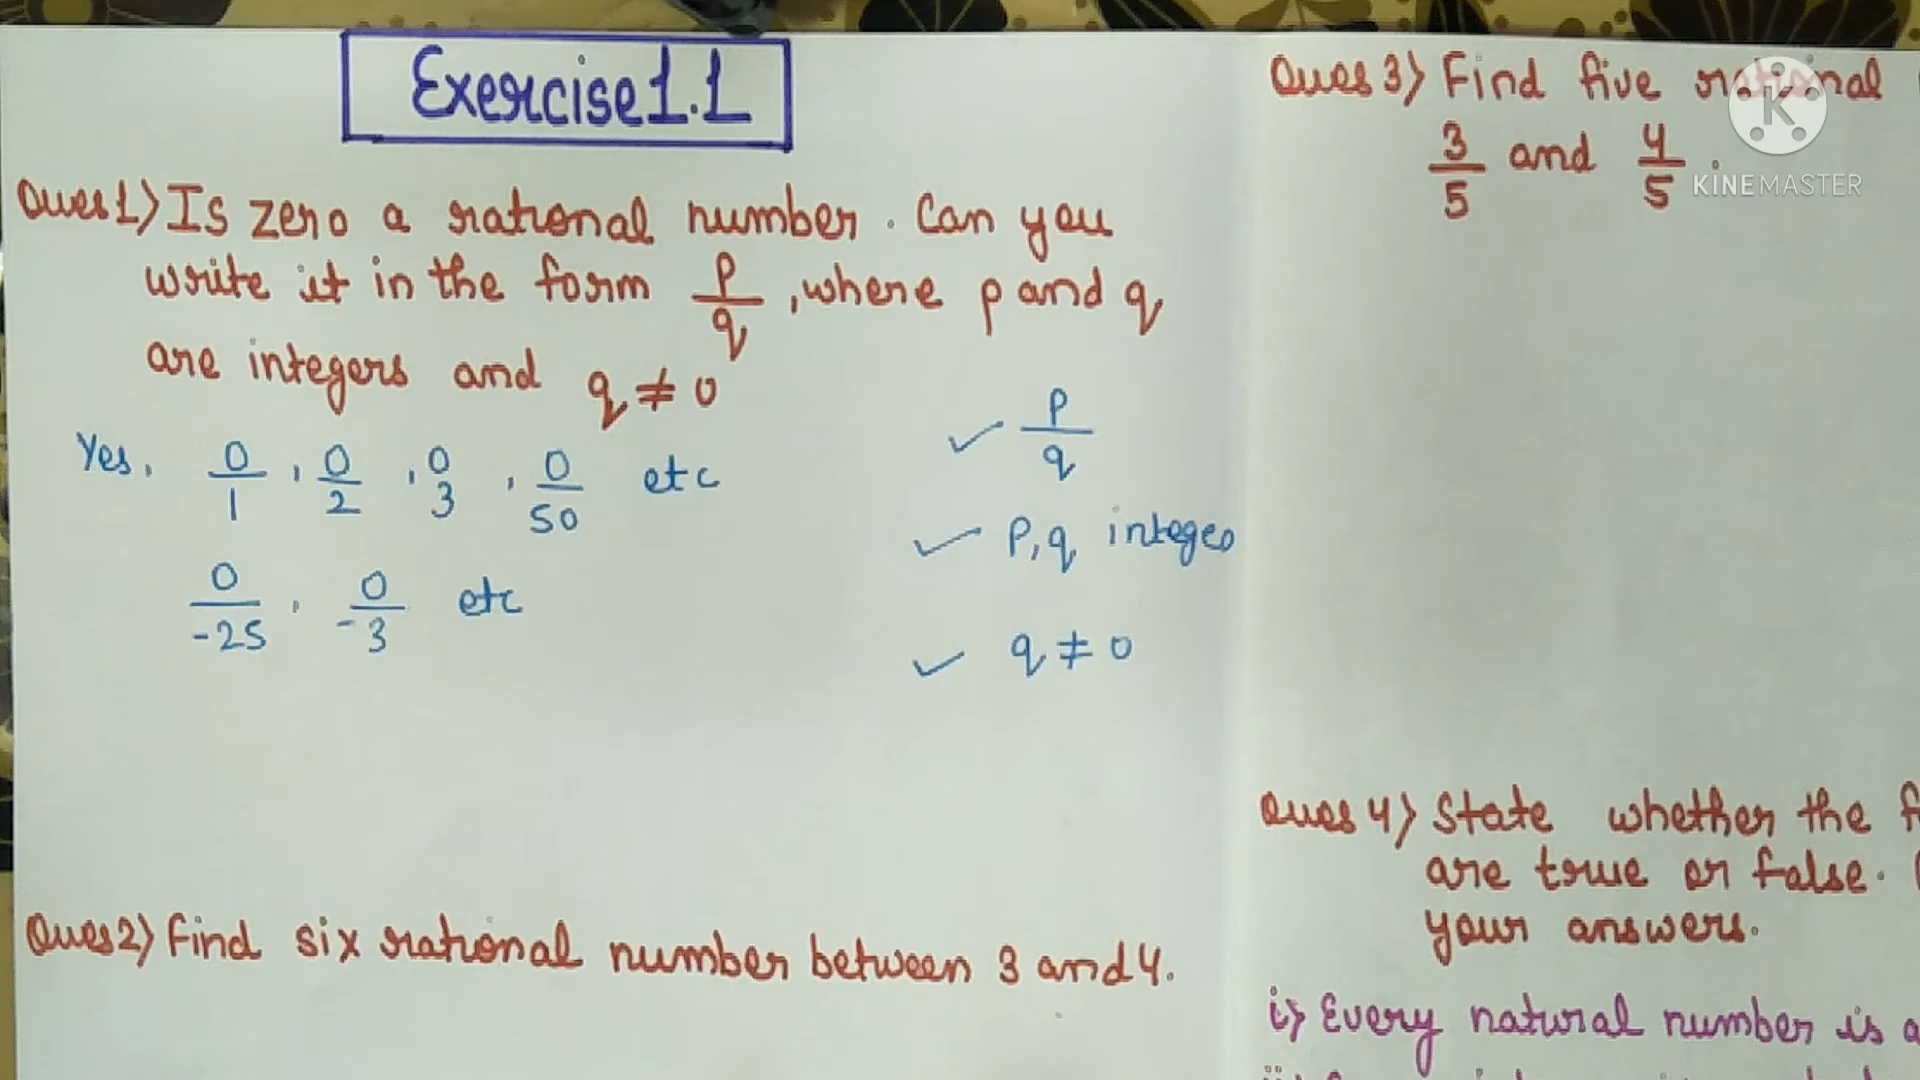 Exercise 1.1
Ques 1) Is zero a rational number. Can you
write it in the form p/q, where p and q
are integers and q ≠ 0
Yes, 0/1, 0/2, 0/3, 0/50 etc
0/-25, 0/-3 etc
✓ p/q
✓ p, q integes
✓ q ≠ 0
Ques 2) Find six rational number between 3 and 4.
Ques 3) Find five rational
3/5 and 4/5.
K
KINEMASTER
Ques 4) State whether the
are true or false.
your answers.
i) Every natural number is a